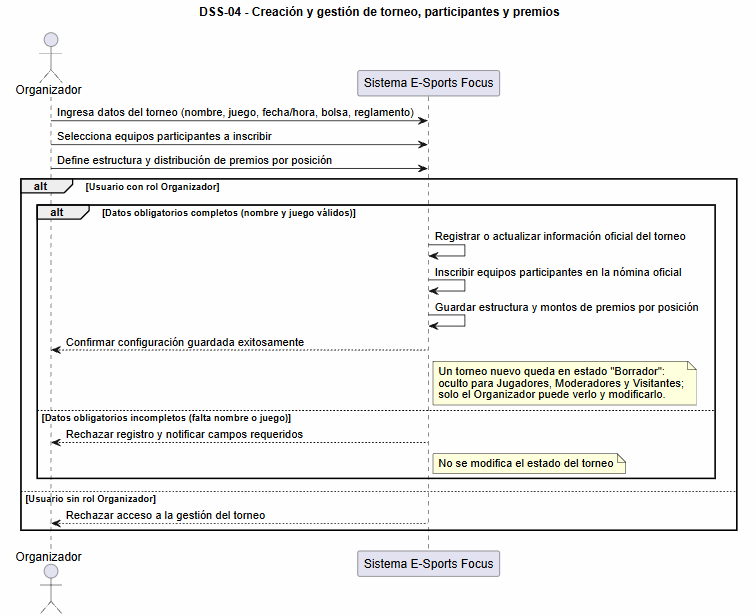 DSS-04 - Creación y gestión de torneo, participantes y premios
Organizador
Sistema E-Sports Focus
Ingresa datos del torneo (nombre, juego, fecha/hora, bolsa, reglamento)
Selecciona equipos participantes a inscribir
Define estructura y distribución de premios por posición
alt [Usuario con rol Organizador]
alt [Datos obligatorios completos (nombre y juego válidos)]
Registrar o actualizar información oficial del torneo
Inscribir equipos participantes en la nómina oficial
Guardar estructura y montos de premios por posición
Confirmar configuración guardada exitosamente
Un torneo nuevo queda en estado "Borrador":
oculto para Jugadores, Moderadores y Visitantes;
solo el Organizador puede verlo y modificarlo.
[Datos obligatorios incompletos (falta nombre o juego)]
Rechazar registro y notificar campos requeridos
No se modifica el estado del torneo
[Usuario sin rol Organizador]
Rechazar acceso a la gestión del torneo
Organizador
Sistema E-Sports Focus